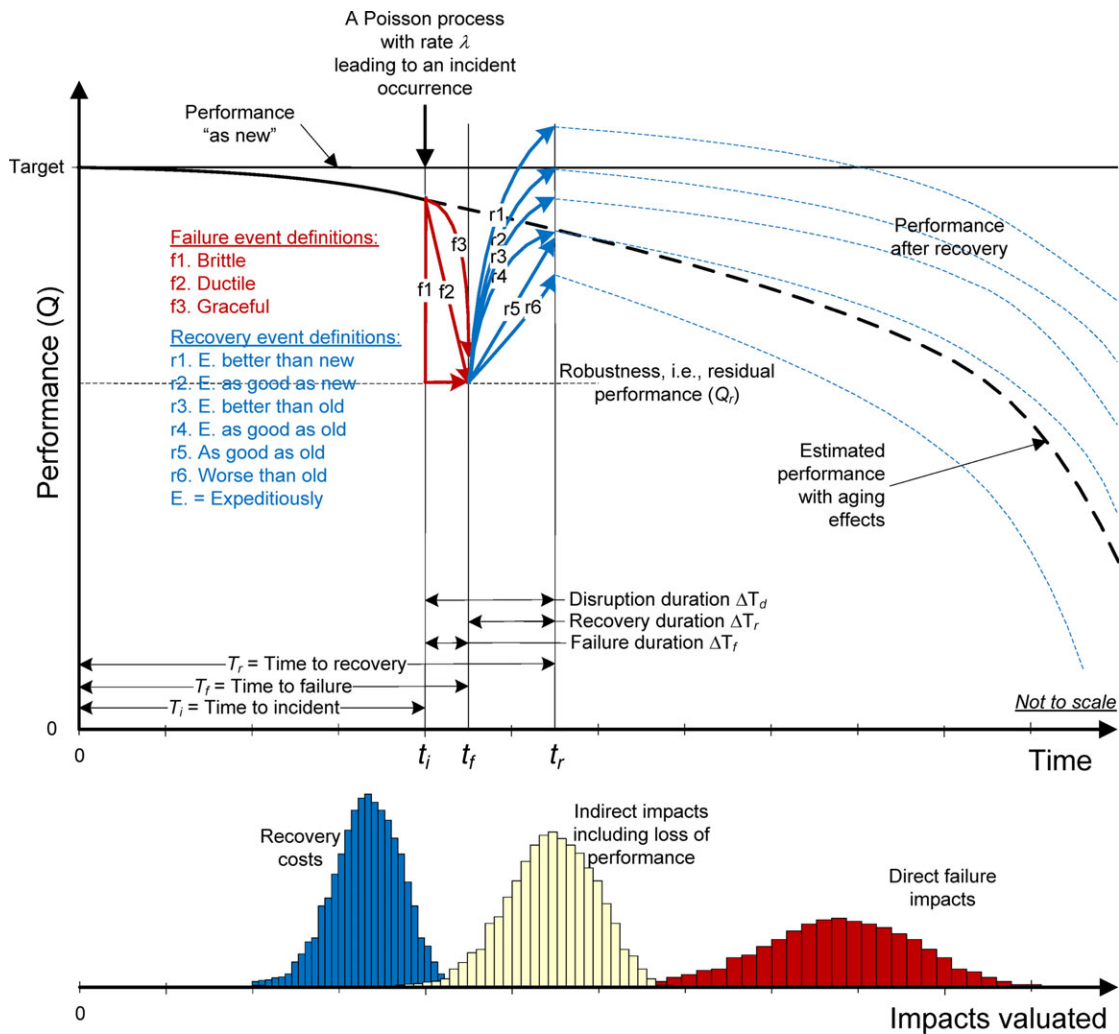 A Poisson process
with rate λ
leading to an incident
occurrence
Performance
“as new”
Target
Performance (Q)
Failure event definitions:
f1. Brittle
f2. Ductile
f3. Graceful
Recovery event definitions:
r1. E. better than new
r2. E. as good as new
r3. E. better than old
r4. E. as good as old
r5. As good as old
r6. Worse than old
E. = Expeditiously
f3
f1
f2
r1.
r2
r3
r4
r5
r6
Performance
after recovery
Robustness, i.e., residual
performance (Qr)
Estimated
performance
with aging
effects
Disruption duration ΔTd
Recovery duration ΔTr
Failure duration ΔTf
Tr = Time to recovery
Tf = Time to failure
Ti = Time to incident
Not to scale
0
0
ti
tf
tr
Time
Recovery
costs
Indirect impacts
including loss of
performance
Direct failure
impacts
0
Impacts valuated